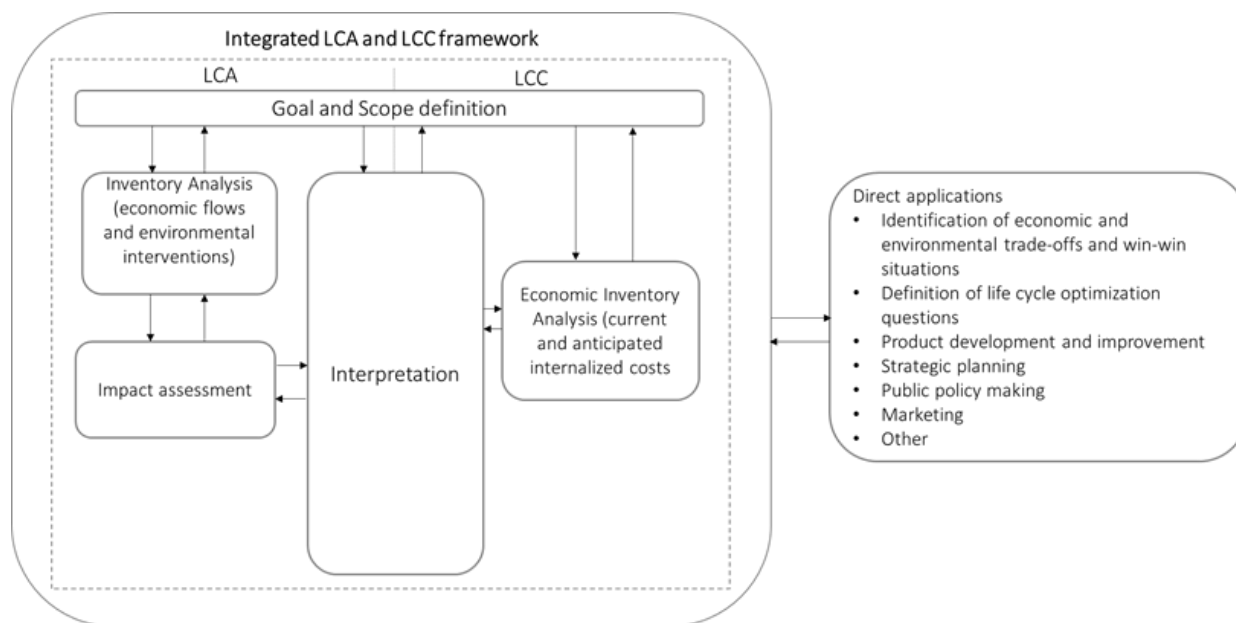 Integrated LCA and LCC framework
LCA
LCC
Goal and Scope definition
Inventory Analysis
(economic flows
and environmental
interventions)
Impact assessment
Interpretation
Economic Inventory
Analysis (current
and anticipated
internalized costs
Direct applications
• Identification of economic and
environmental trade-offs and win-win
situations
• Definition of life cycle optimization
questions
• Product development and improvement
• Strategic planning
• Public policy making
• Marketing
• Other